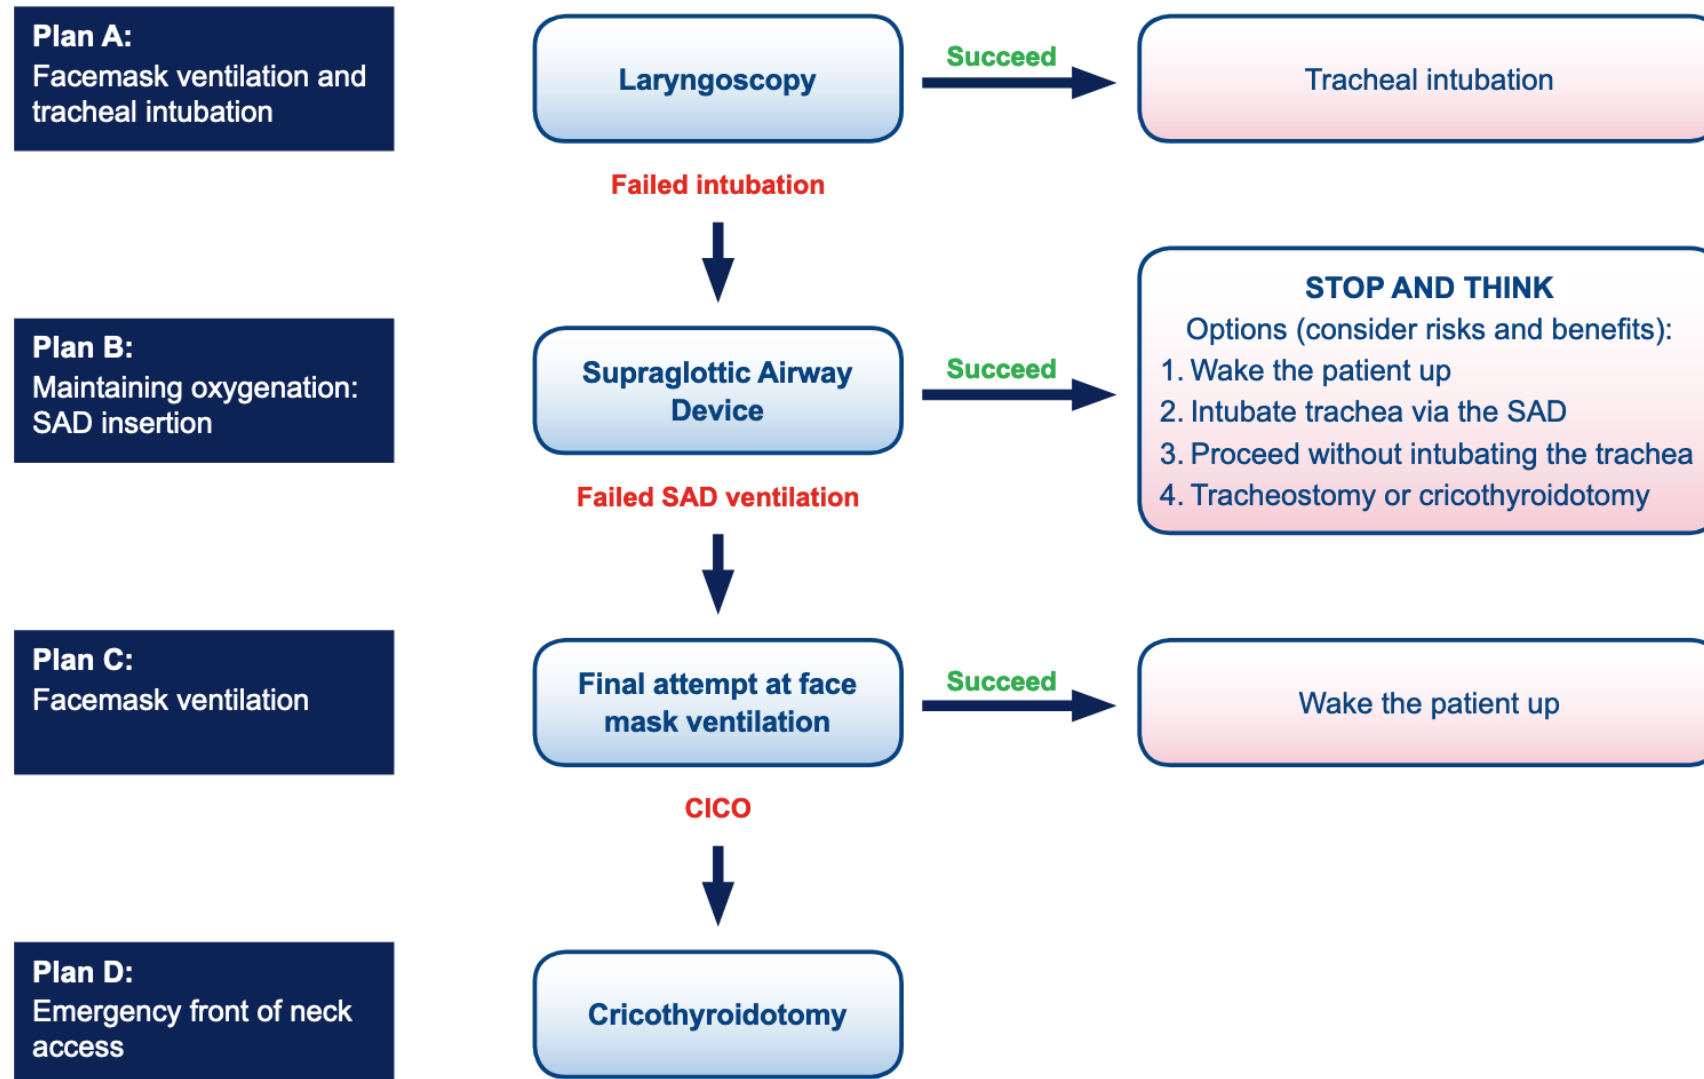 Plan A:
Facemask ventilation and
tracheal intubation
Laryngoscopy
Succeed
Tracheal intubation
Failed intubation
Plan B:
Maintaining oxygenation:
SAD insertion
Supraglottic Airway
Device
Succeed
STOP AND THINK
Options (consider risks and benefits):
1. Wake the patient up
2. Intubate trachea via the SAD
3. Proceed without intubating the trachea
4. Tracheostomy or cricothyroidotomy
Failed SAD ventilation
Plan C:
Facemask ventilation
Final attempt at face
mask ventilation
Succeed
Wake the patient up
CICO
Plan D:
Emergency front of neck
access
Cricothyroidotomy